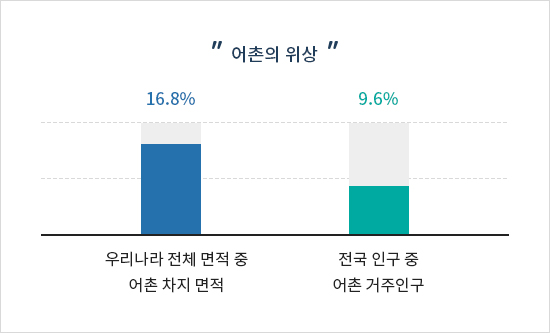 " 어촌의 위상 "
16.8%
9.6%
우리나라 전체 면적 중
어촌 차지 면적
전국 인구 중
어촌 거주인구